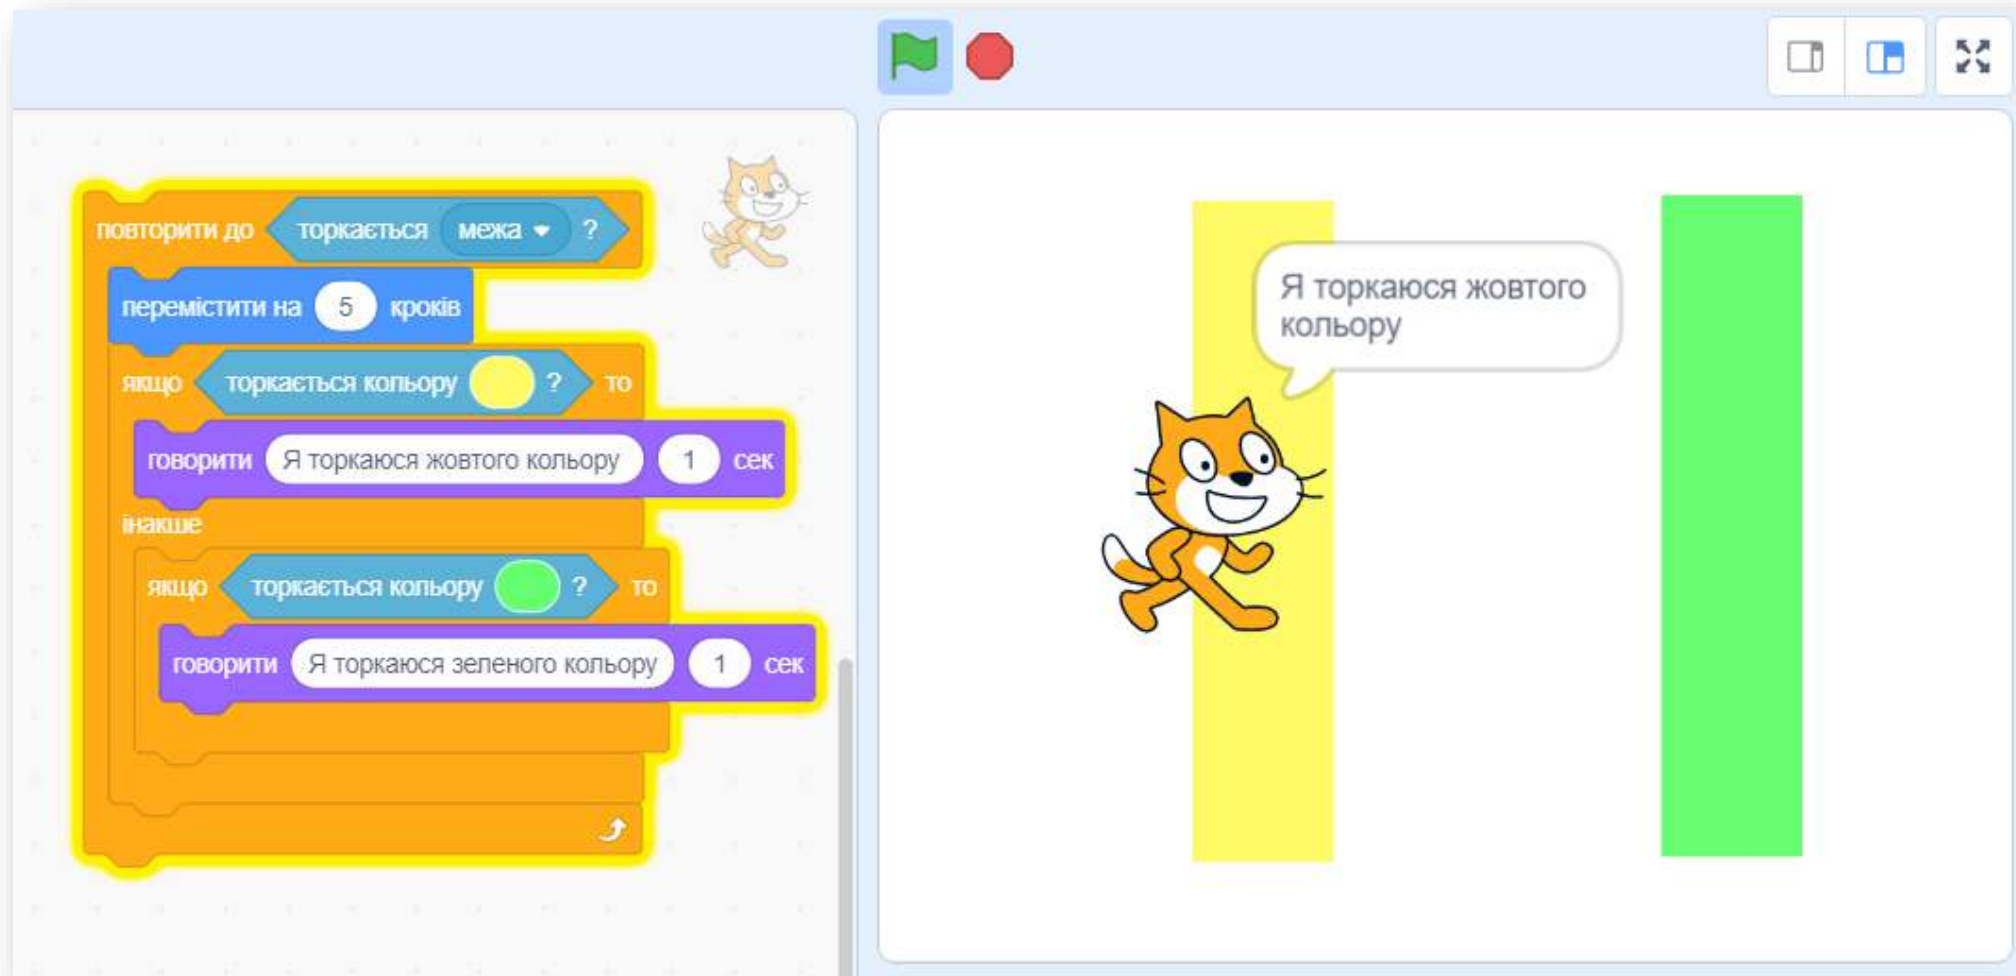 повторити до торкається межа ?
перемістити на 5 кроків
якщо торкається кольору ? то
говорити Я торкаюся жовтого кольору 1 сек
інакше
якщо торкається кольору ? то
говорити Я торкаюся зеленого кольору 1 сек
Я торкаюся жовтого
кольору